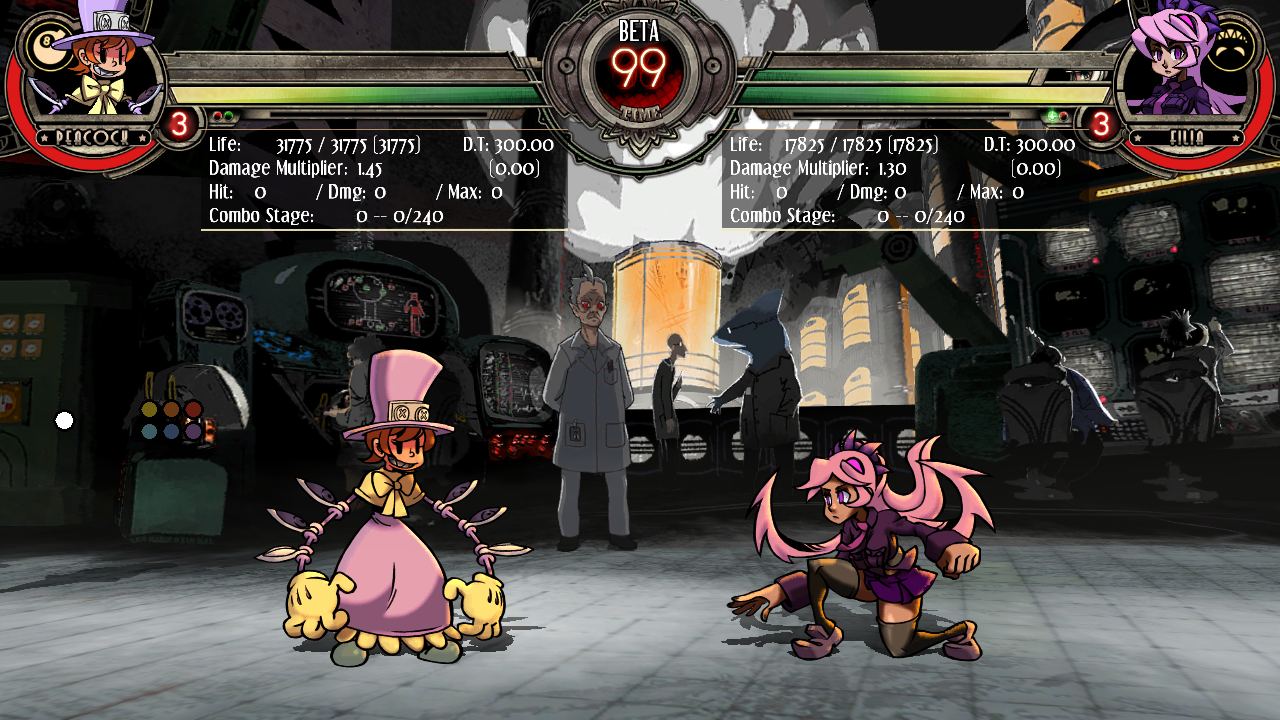 BETA
99
TIME
8
PEACOCK
3
3
FILIA
Life: 31775 / 31775 (31775) D.T: 300.00
Damage Multiplier: 1.45 (0.00)
Hit: 0 / Dmg: 0 / Max: 0
Combo Stage: 0 -- 0/240
Life: 17825 / 17825 (17825) D.T: 300.00
Damage Multiplier: 1.30 (0.00)
Hit: 0 / Dmg: 0 / Max: 0
Combo Stage: 0 -- 0/240